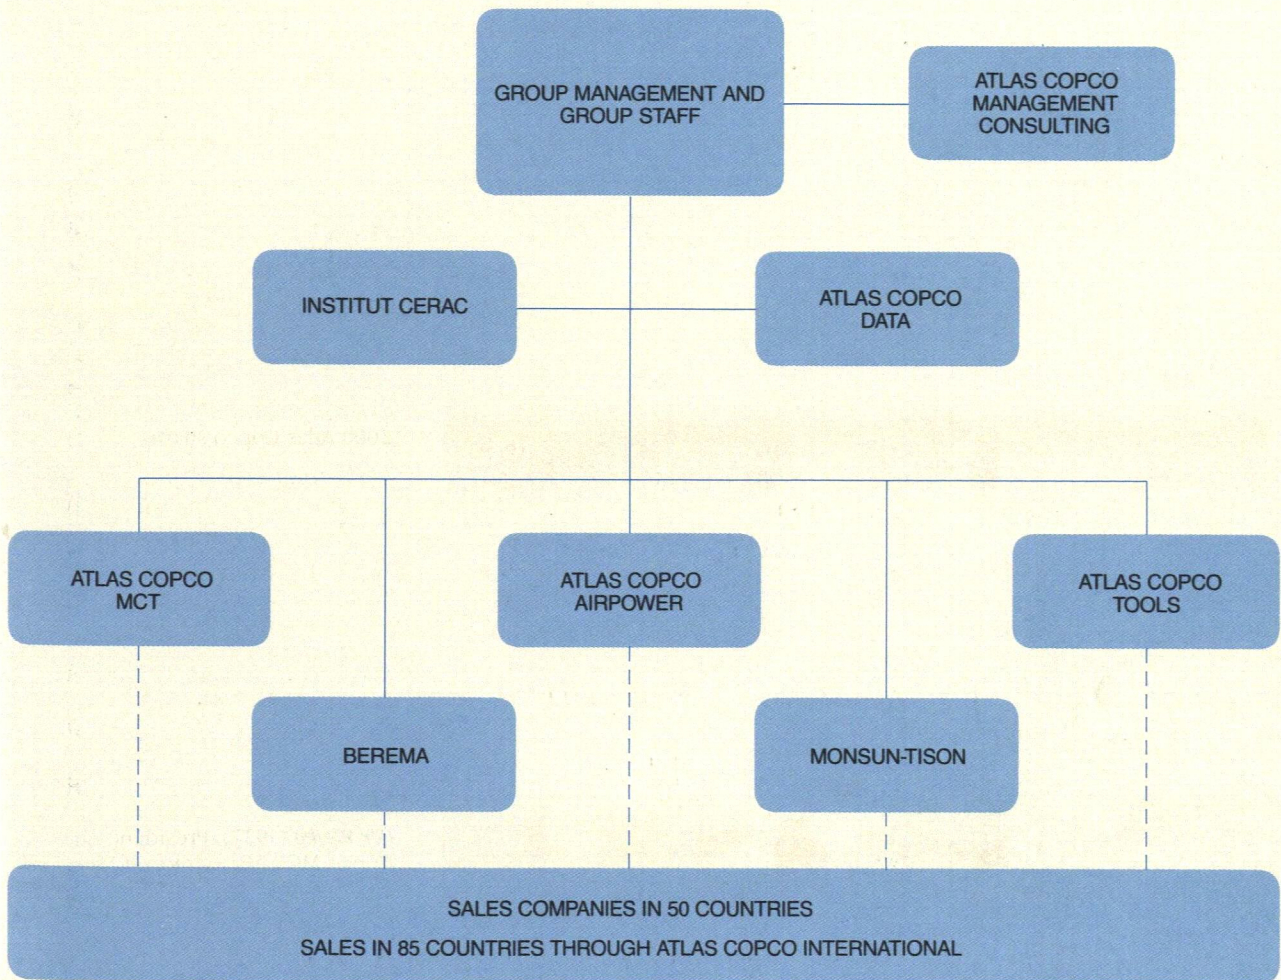 GROUP MANAGEMENT AND
GROUP STAFF
ATLAS COPCO
MANAGEMENT
CONSULTING
INSTITUT CERAC
ATLAS COPCO
DATA
ATLAS COPCO
MCT
ATLAS COPCO
AIRPOWER
ATLAS COPCO
TOOLS
BEREMA
MONSUN-TISON
SALES COMPANIES IN 50 COUNTRIES
SALES IN 85 COUNTRIES THROUGH ATLAS COPCO INTERNATIONAL